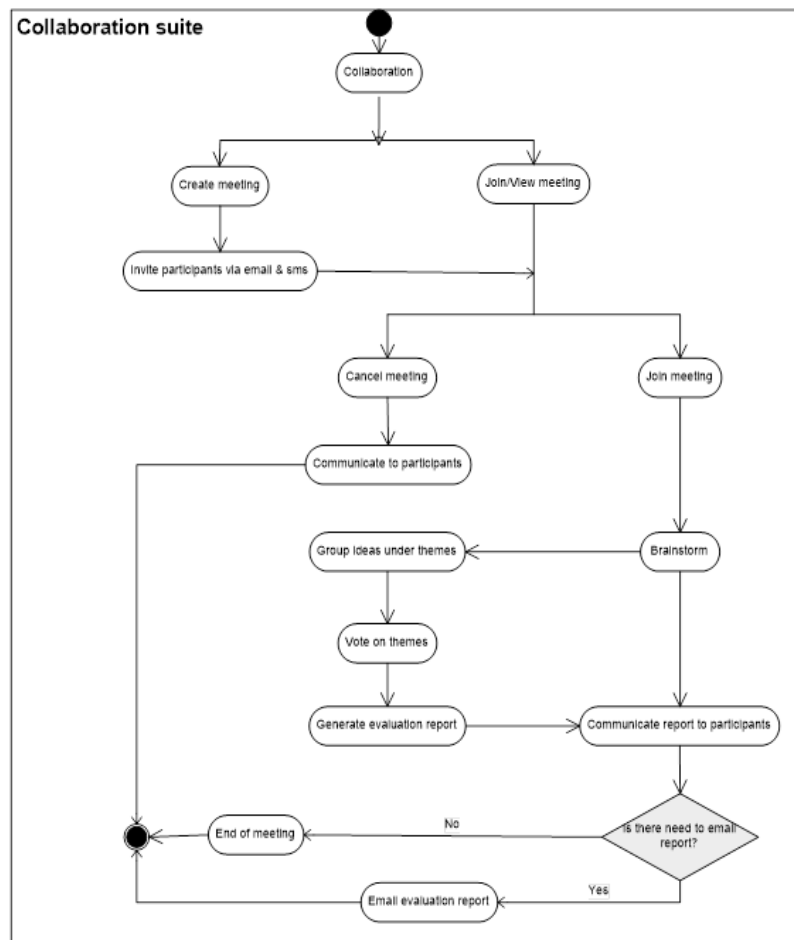 Collaboration suite
Collaboration
Create meeting
Join/View meeting
Invite participants via email & sms
Cancel meeting
Join meeting
Communicate to participants
Group ideas under themes
Brainstorm
Vote on themes
Generate evaluation report
Communicate report to participants
Is there need to email
report?
No
End of meeting
Yes
Email evaluation report